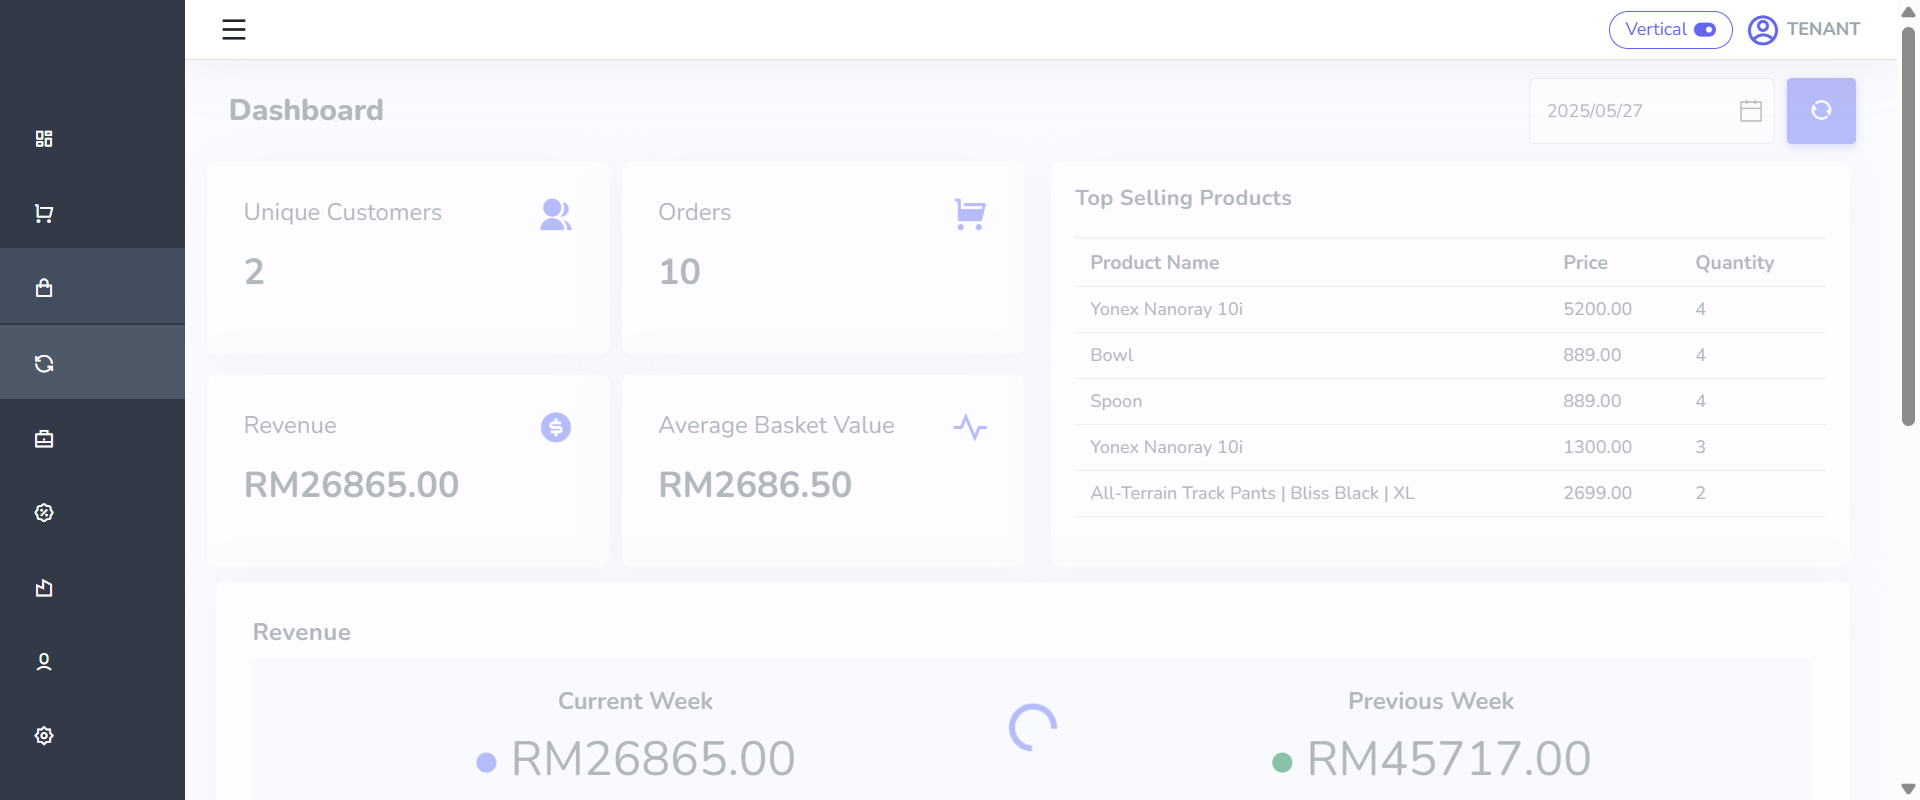 Vertical
TENANT
Dashboard
2025/05/27
Unique Customers
2
Orders
10
Revenue
RM26865.00
Average Basket Value
RM2686.50
Top Selling Products
Product Name Price Quantity
Yonex Nanoray 10i 5200.00 4
Bowl 889.00 4
Spoon 889.00 4
Yonex Nanoray 10i 1300.00 3
All-Terrain Track Pants | Bliss Black | XL 2699.00 2
Revenue
Current Week
RM26865.00
Previous Week
RM45717.00